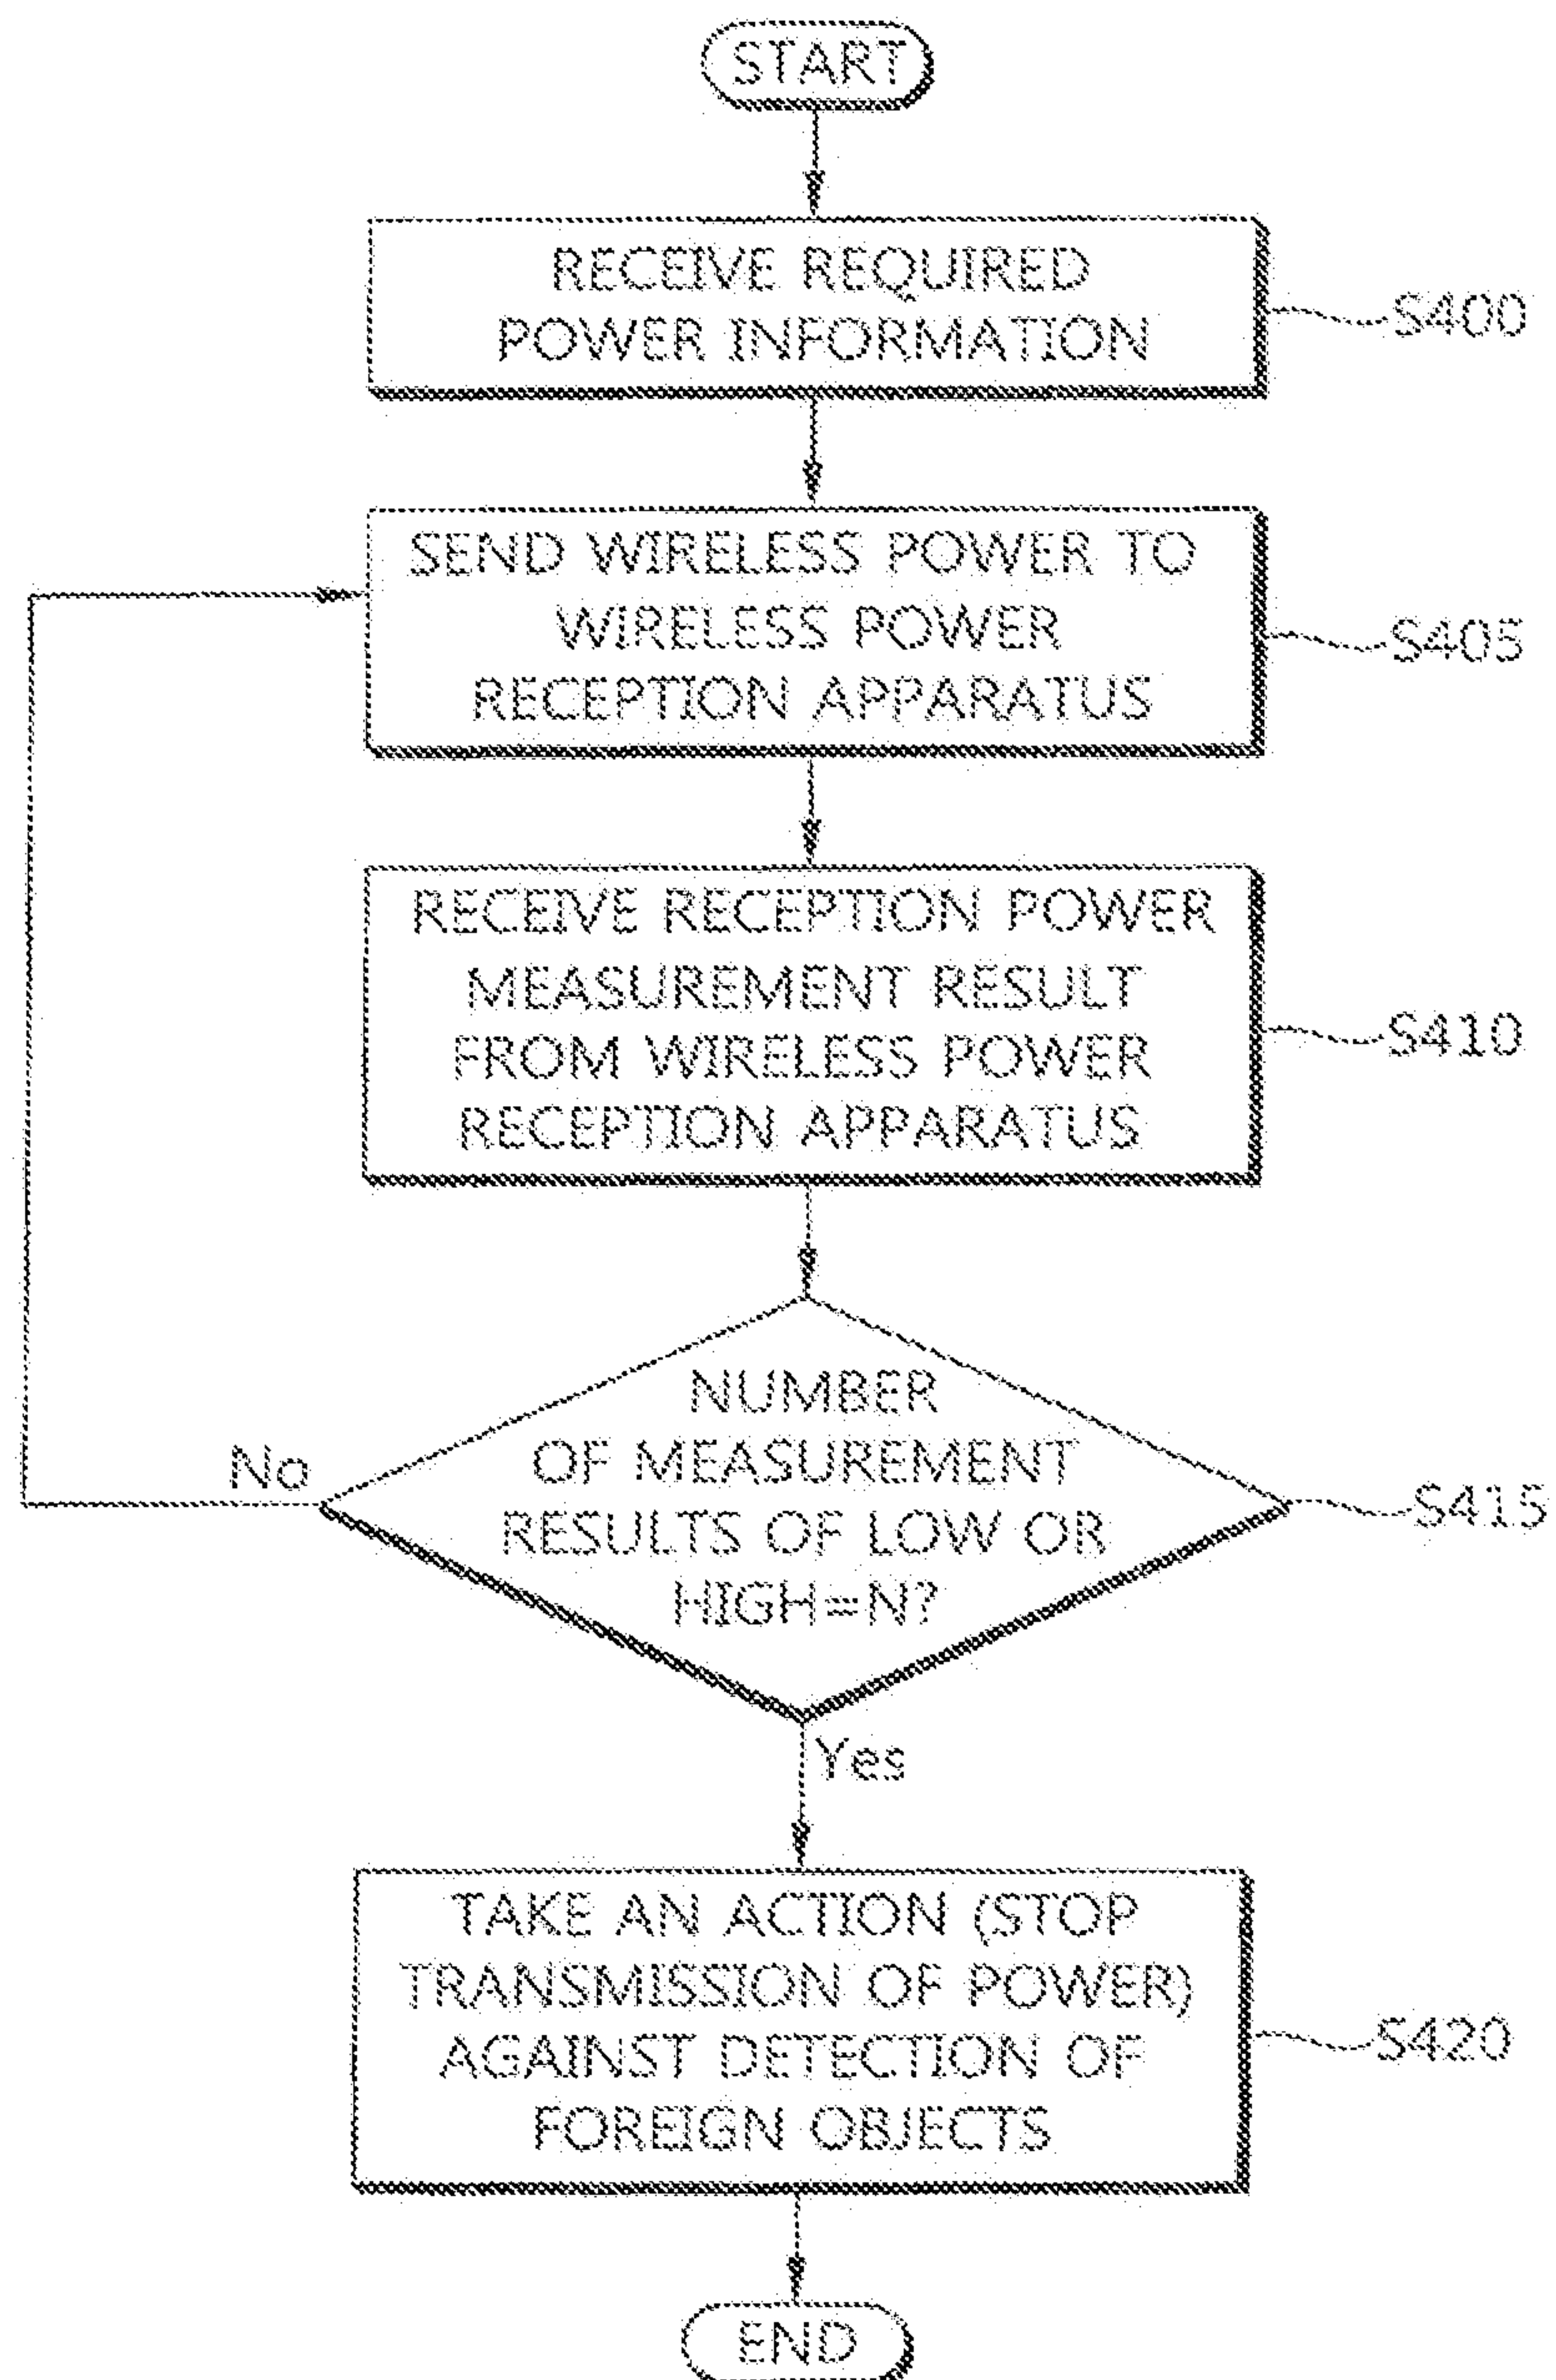 START
RECEIVE REQUIRED
POWER INFORMATION
S400
SEND WIRELESS POWER TO
WIRELESS POWER
RECEPTION APPARATUS
S405
RECEIVE RECEPTION POWER
MEASUREMENT RESULT
FROM WIRELESS POWER
RECEPTION APPARATUS
S410
NUMBER
OF MEASUREMENT
RESULTS OF LOW OR
HIGH=N?
No
S415
Yes
TAKE AN ACTION (STOP
TRANSMISSION OF POWER)
AGAINST DETECTION OF
FOREIGN OBJECTS
S420
END